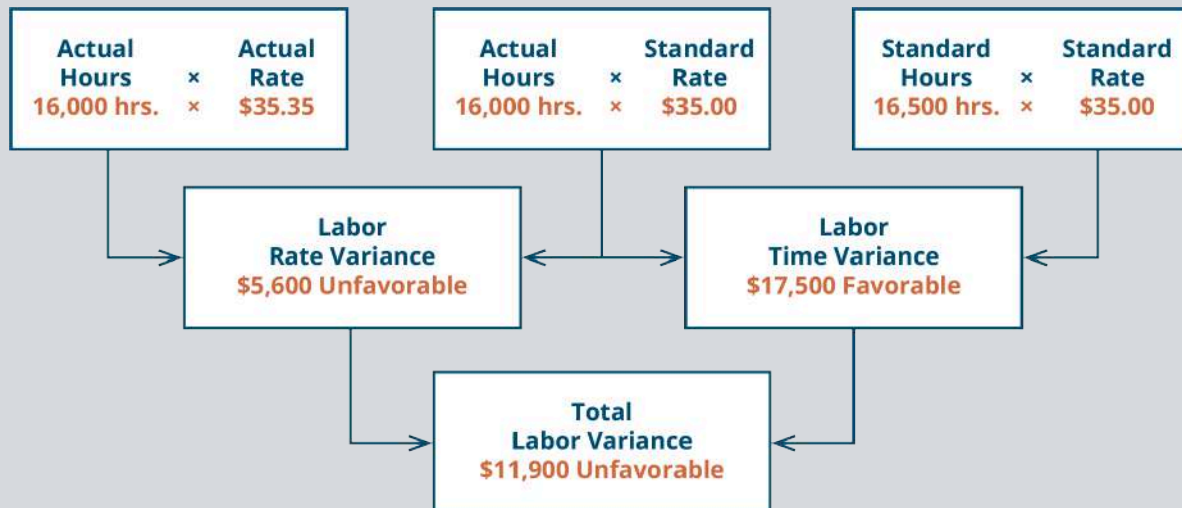 Actual Actual
Hours × Rate
16,000 hrs. × $35.35
Actual Standard
Hours × Rate
16,000 hrs. × $35.00
Standard Standard
Hours × Rate
16,500 hrs. × $35.00
Labor
Rate Variance
$5,600 Unfavorable
Labor
Time Variance
$17,500 Favorable
Total
Labor Variance
$11,900 Unfavorable